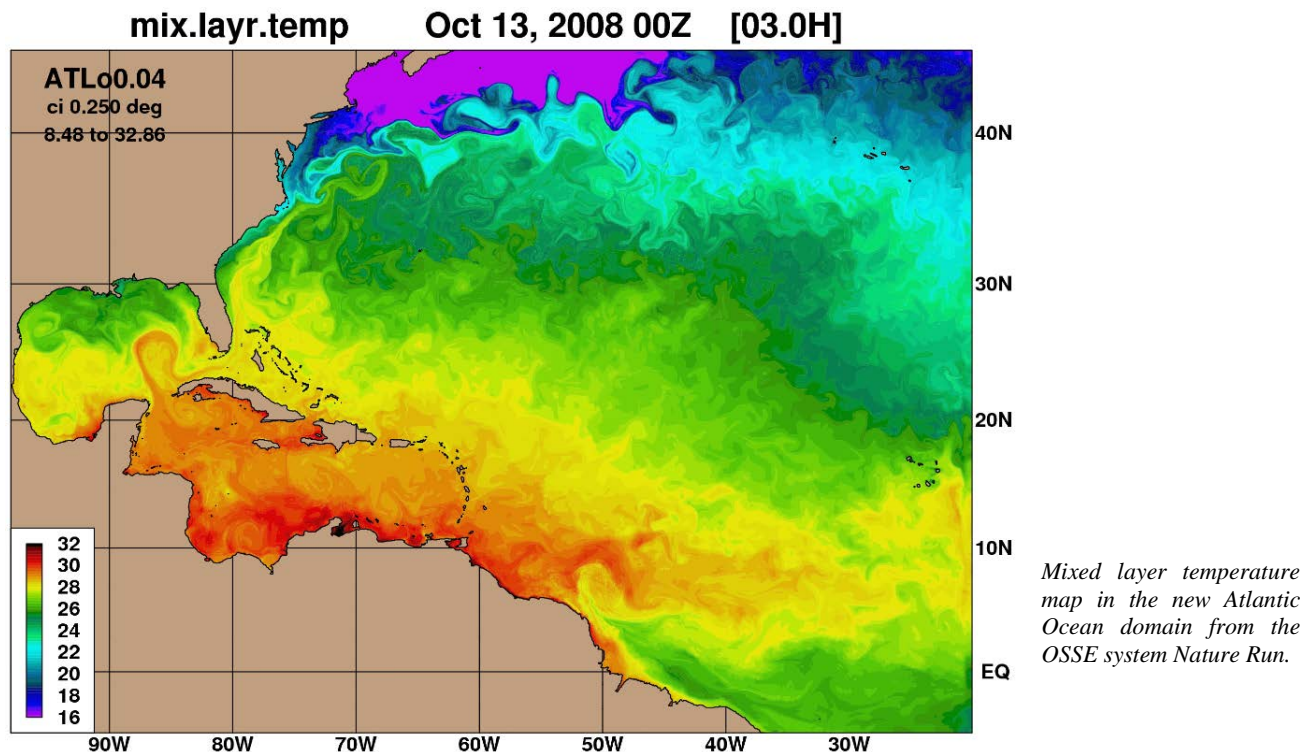 mix.layr.temp Oct 13, 2008 00Z [03.0H]
ATLo0.04
ci 0.250 deg
8.48 to 32.86
40N
30N
20N
10N
EQ
32
30
28
26
24
22
20
18
16
90W 80W 70W 60W 50W 40W 30W
Mixed layer temperature
map in the new Atlantic
Ocean domain from the
OSSE system Nature Run.